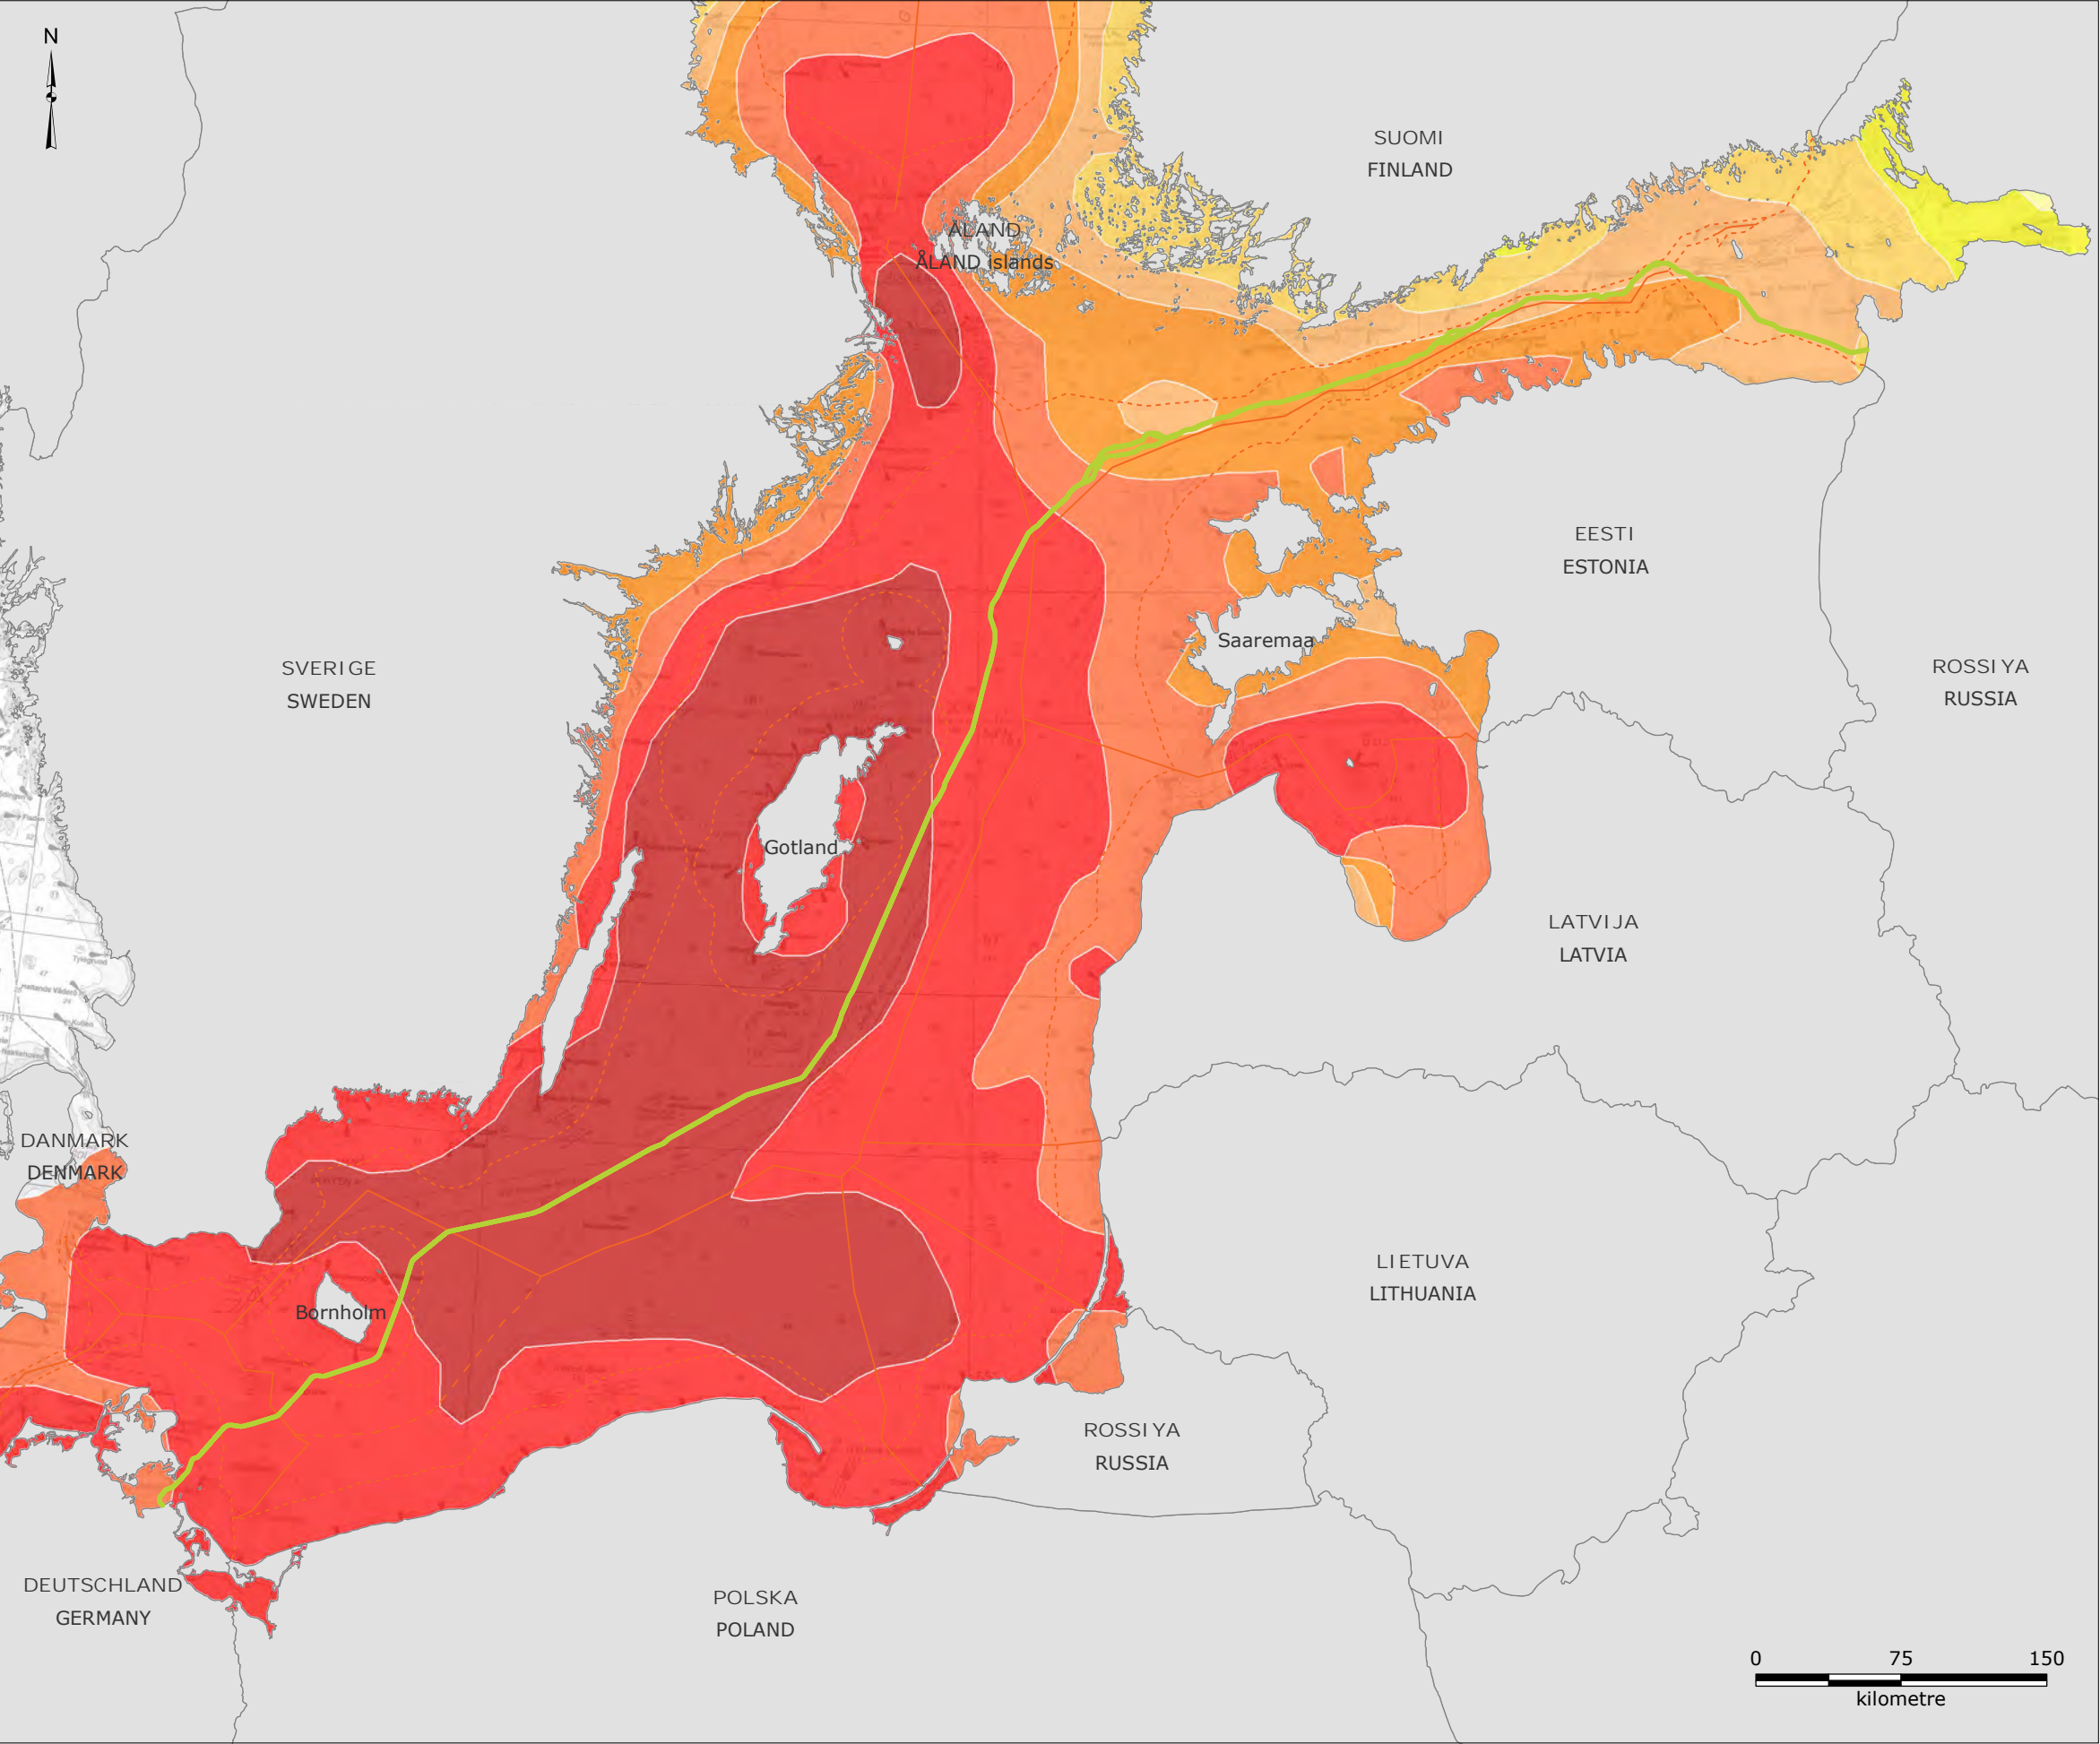 N
SUOMI
FINLAND
ÅLAND
ÅLAND islands
EESTI
ESTONIA
Saaremaa
ROSSIYA
RUSSIA
SVERIGE
SWEDEN
Gotland
LATVIJA
LATVIA
DANMARK
DENMARK
LIETUVA
LITHUANIA
Bornholm
ROSSIYA
RUSSIA
DEUTSCHLAND
GERMANY
POLSKA
POLAND
0 75 150
kilometre